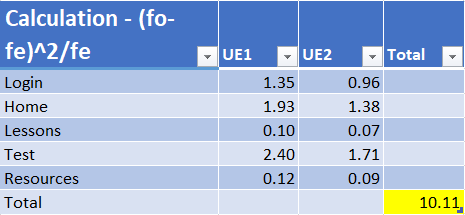 Calculation - (fo-
fe)^2/fe UE1 UE2 Total
Login 1.35 0.96
Home 1.93 1.38
Lessons 0.10 0.07
Test 2.40 1.71
Resources 0.12 0.09
Total 10.11